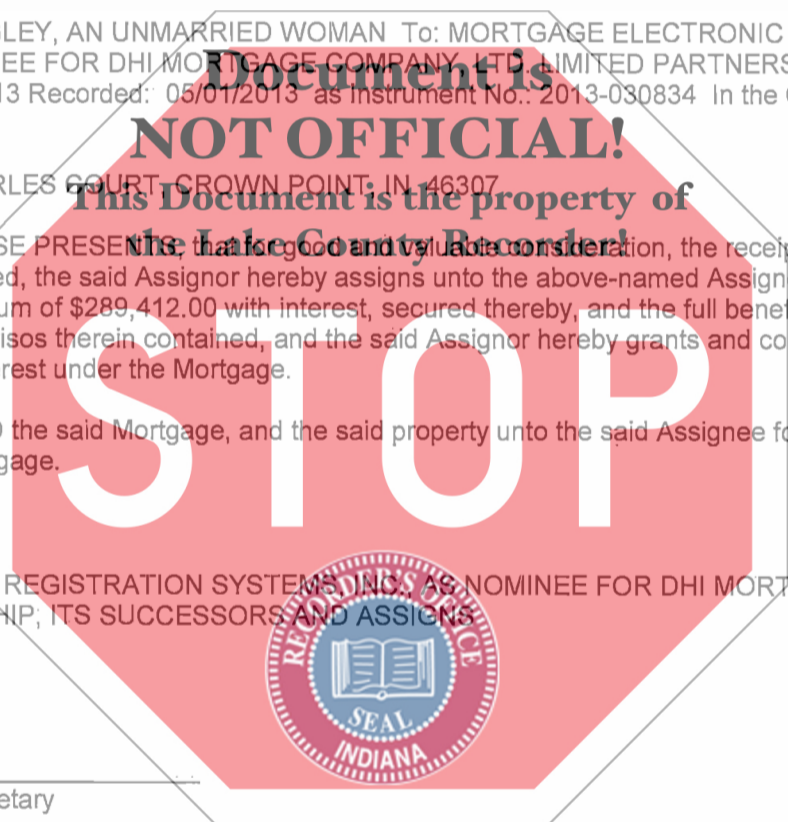 GLEY, AN UNMARRIED WOMAN To: MORTGAGE ELECTRONIC
EE FOR DHI MORTGAGE COMPANY, LTD. LIMITED PARTNERS
Document is
13 Recorded: 05/01/2013 as Instrument No.: 2013-030834 In the
NOT OFFICIAL!
RLES COURT, CROWN POINT, IN 46307
This Document is the property of
the Lake County Recorder!
SE PRESENTS, that for good and valuable consideration, the receip
ed, the said Assignor hereby assigns unto the above-named Assign
um of $289,412.00 with interest, secured thereby, and the full benef
isos therein contained, and the said Assignor hereby grants and co
rest under the Mortgage.
STOP
the said Mortgage, and the said property unto the said Assignee fo
gage.
REGISTRATION SYSTEMS, INC., AS NOMINEE FOR DHI MORT
HIP, ITS SUCCESSORS AND ASSIGNS
RECORDER'S OFFICE
SEAL
INDIANA
etary